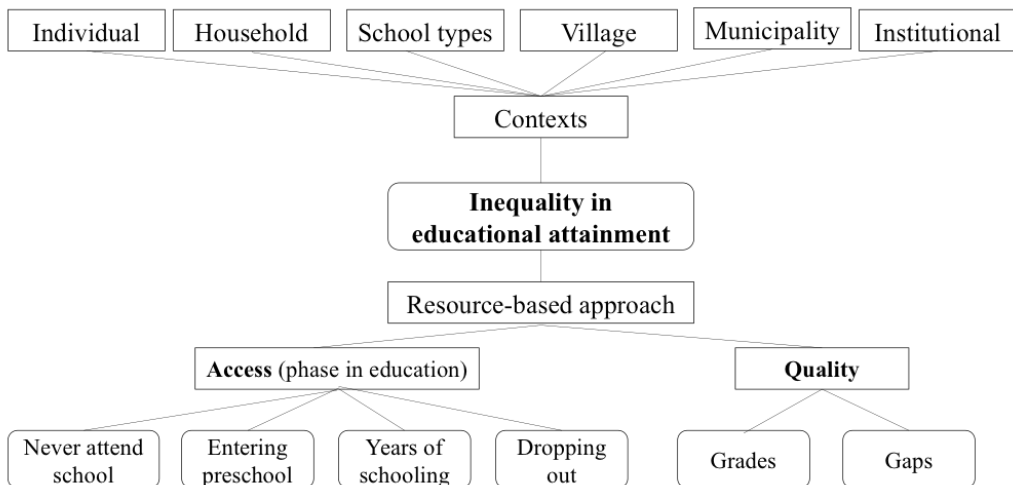 Individual
Household
School types
Village
Municipality
Institutional
Contexts
Inequality in
educational attainment
Resource-based approach
Access (phase in education)
Quality
Never attend
school
Entering
preschool
Years of
schooling
Dropping
out
Grades
Gaps